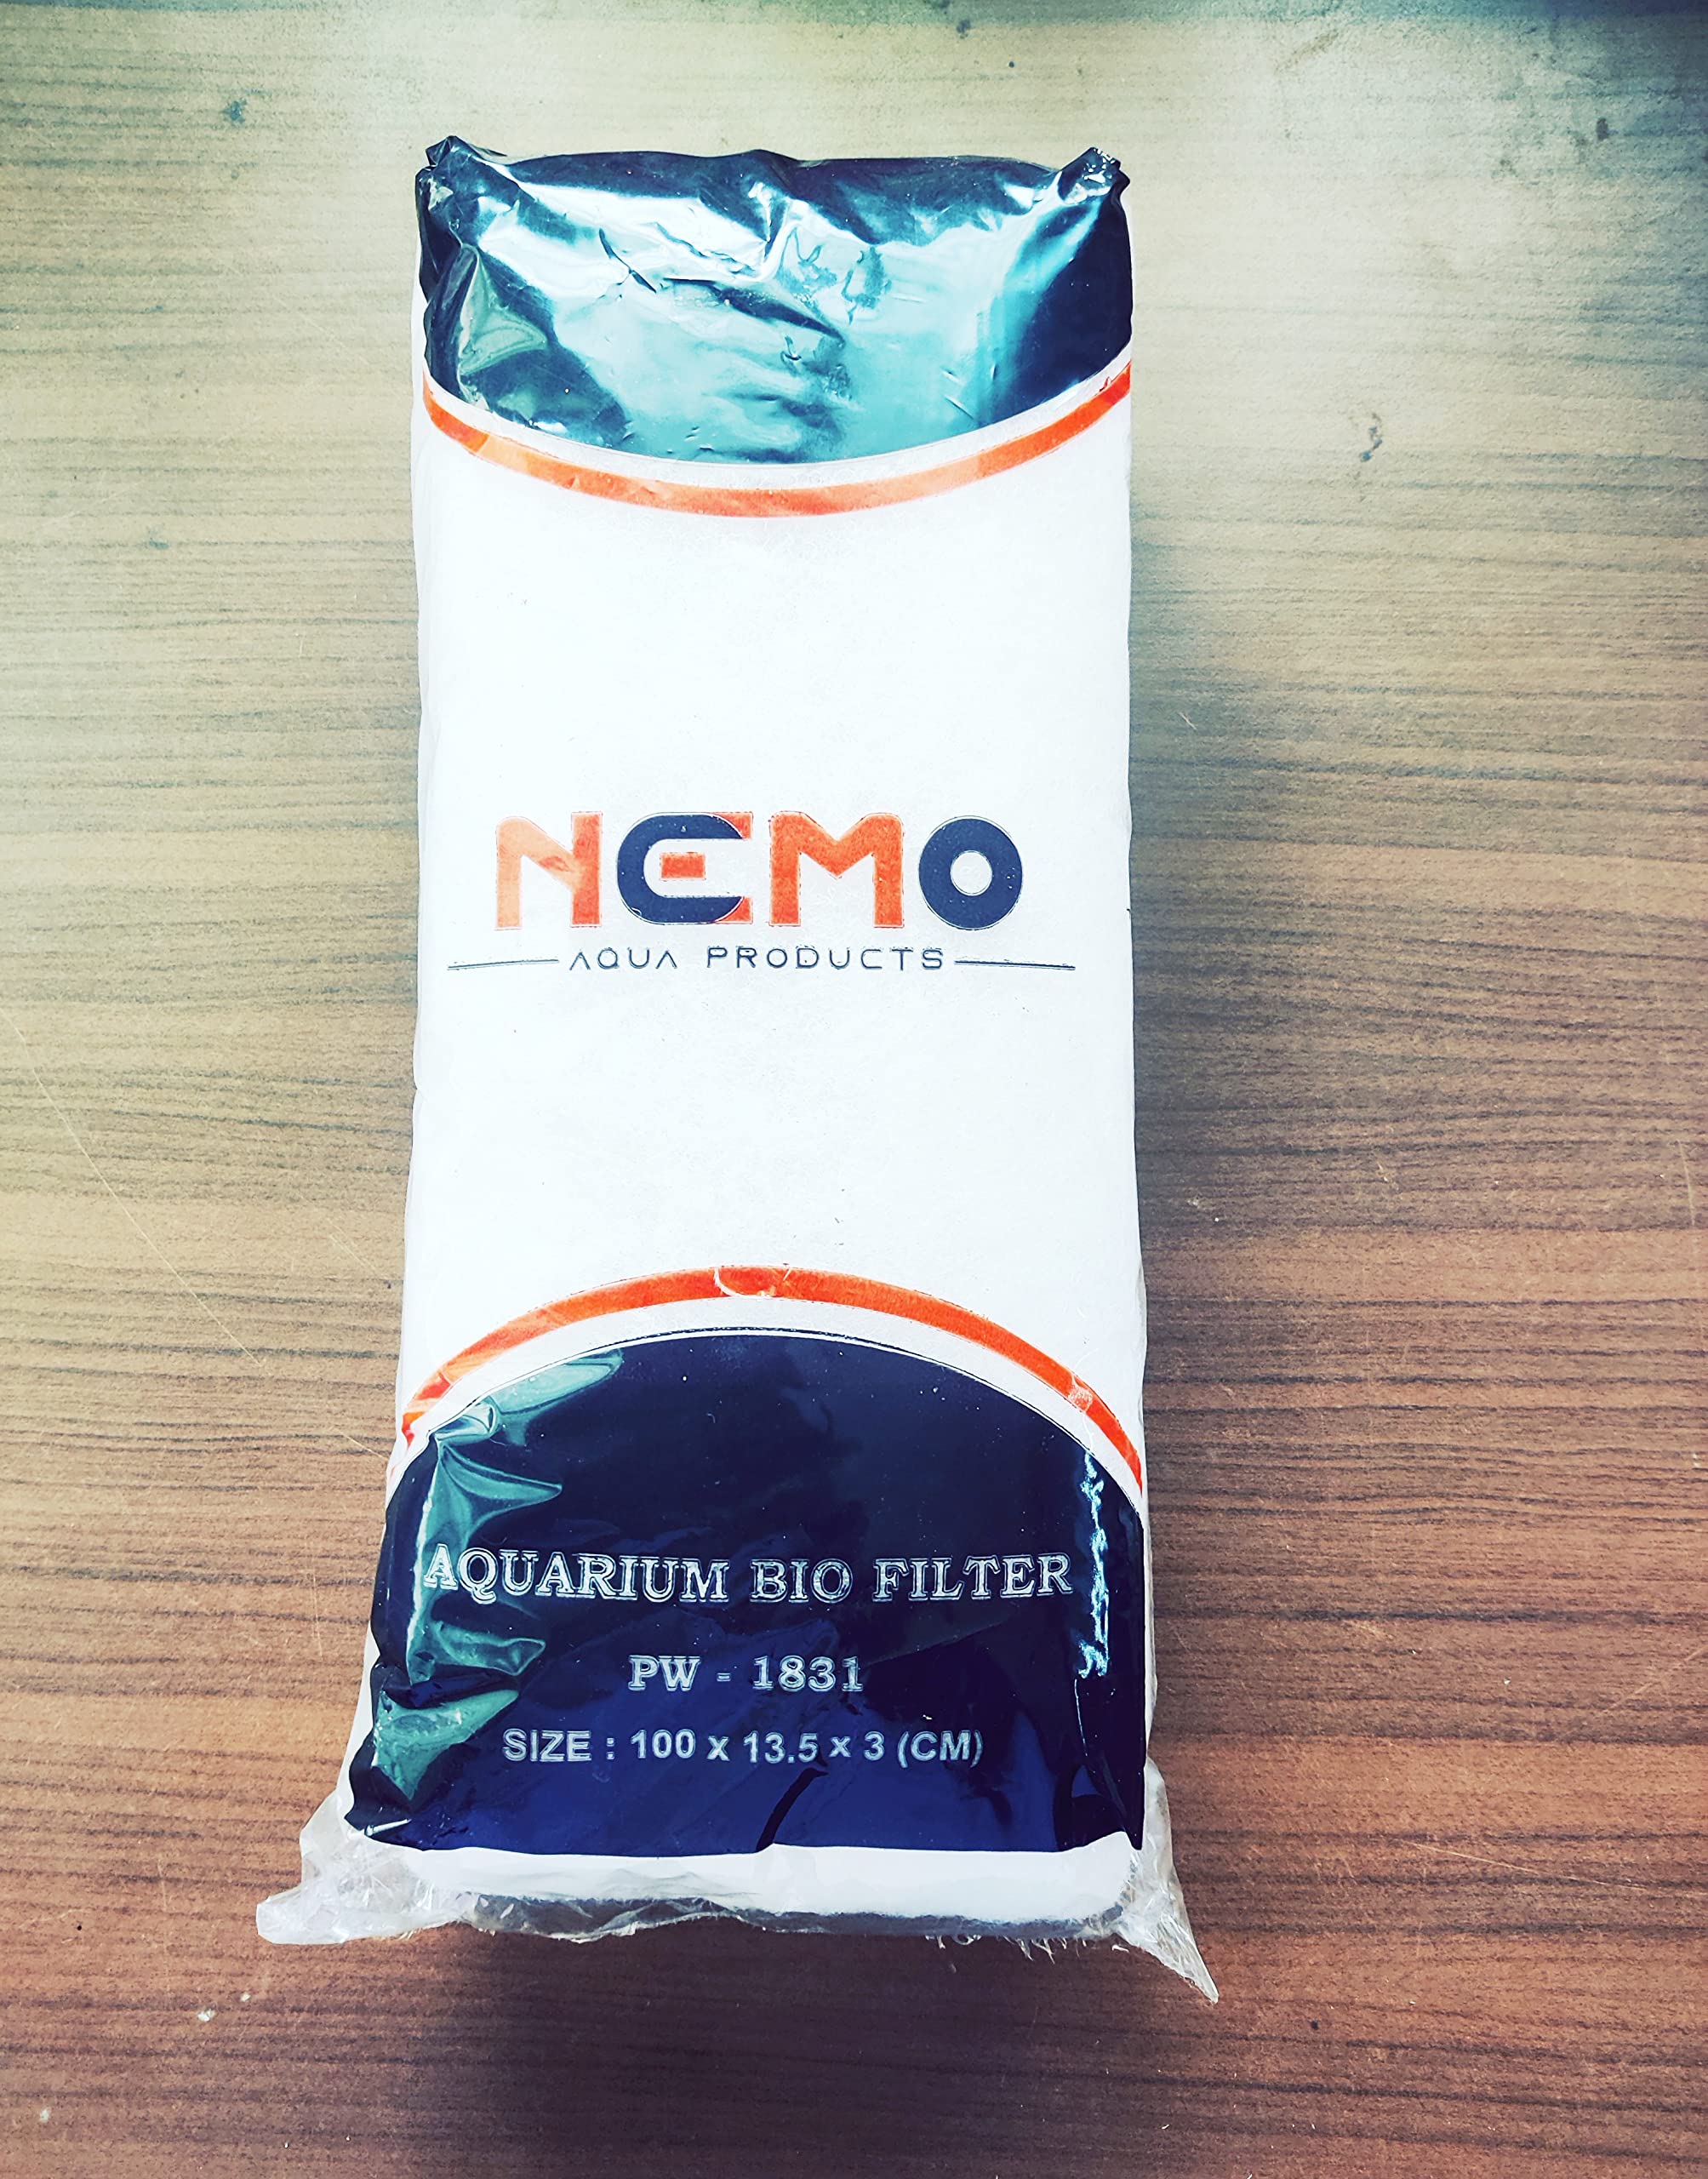 NEMO
AQUA PRODUCTS
AQUARIUM BIO FILTER
PW - 1831
SIZE : 100 x 13.5 x 3 (CM)